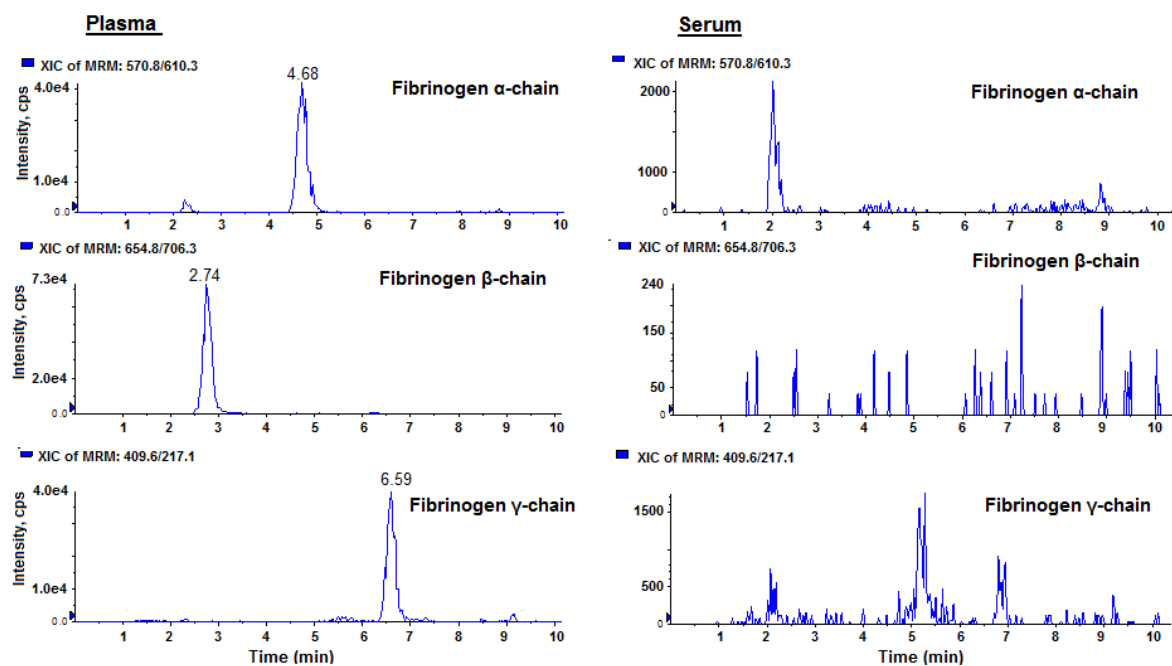 Plasma
XIC of MRM: 570.8/610.3
4.0e4
4.68
Fibrinogen α-chain
Intensity, cps
1.0e4
0.0
1 2 3 4 5 6 7 8 9 10
XIC of MRM: 654.8/706.3
7.3e4
2.74
Fibrinogen β-chain
Intensity, cps
2.0e4
0.0
1 2 3 4 5 6 7 8 9 10
XIC of MRM: 409.6/217.1
4.0e4
6.59
Fibrinogen γ-chain
Intensity, cps
1.0e4
0.0
1 2 3 4 5 6 7 8 9 10
Time (min)
Serum
XIC of MRM: 570.8/610.3
2000
Fibrinogen α-chain
1000
0
1 2 3 4 5 6 7 8 9 10
XIC of MRM: 654.8/706.3
Fibrinogen β-chain
240
150
50
0
1 2 3 4 5 6 7 8 9 10
XIC of MRM: 409.6/217.1
1500
Fibrinogen γ-chain
500
0
1 2 3 4 5 6 7 8 9 10
Time (min)